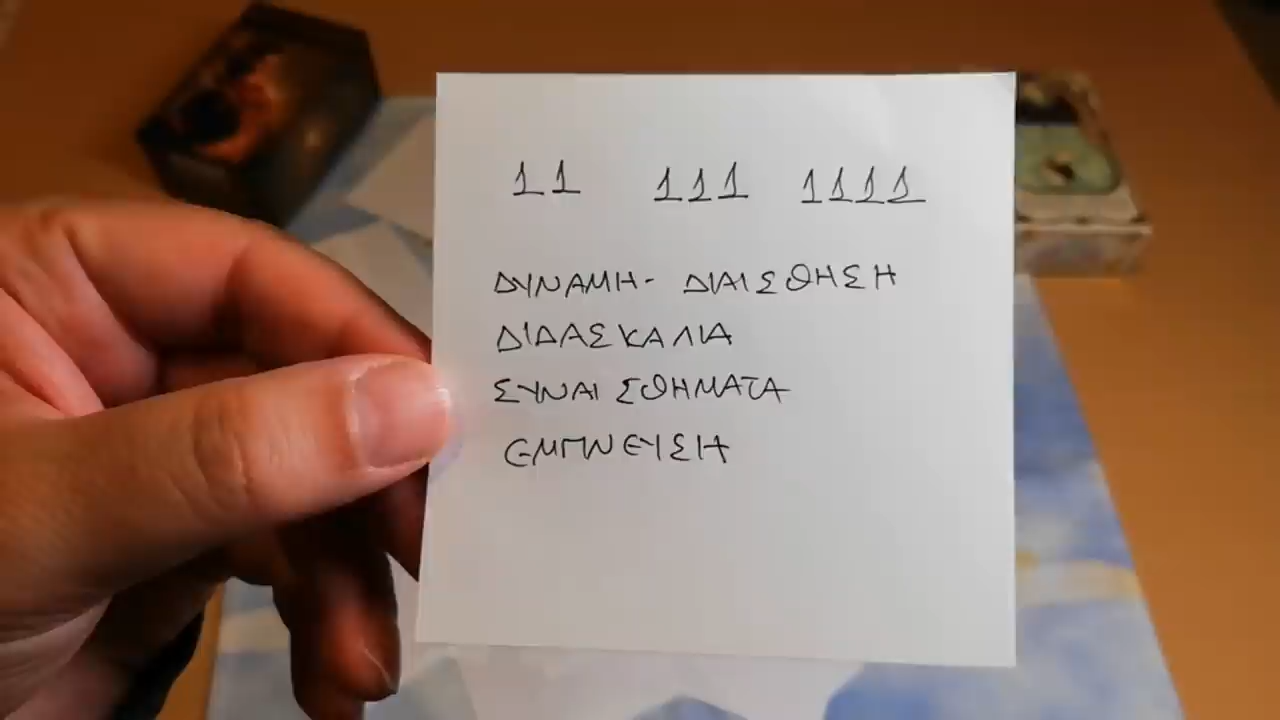 11 111 1111
ΔΥΝΑΜΗ - ΔΙΑΙΣΘΗΣΗ
ΔΙΔΑΣΚΑΛΙΑ
ΣΥΝΑΙΣΘΗΜΑΤΑ
ΕΜΠΝΕΥΣΗ